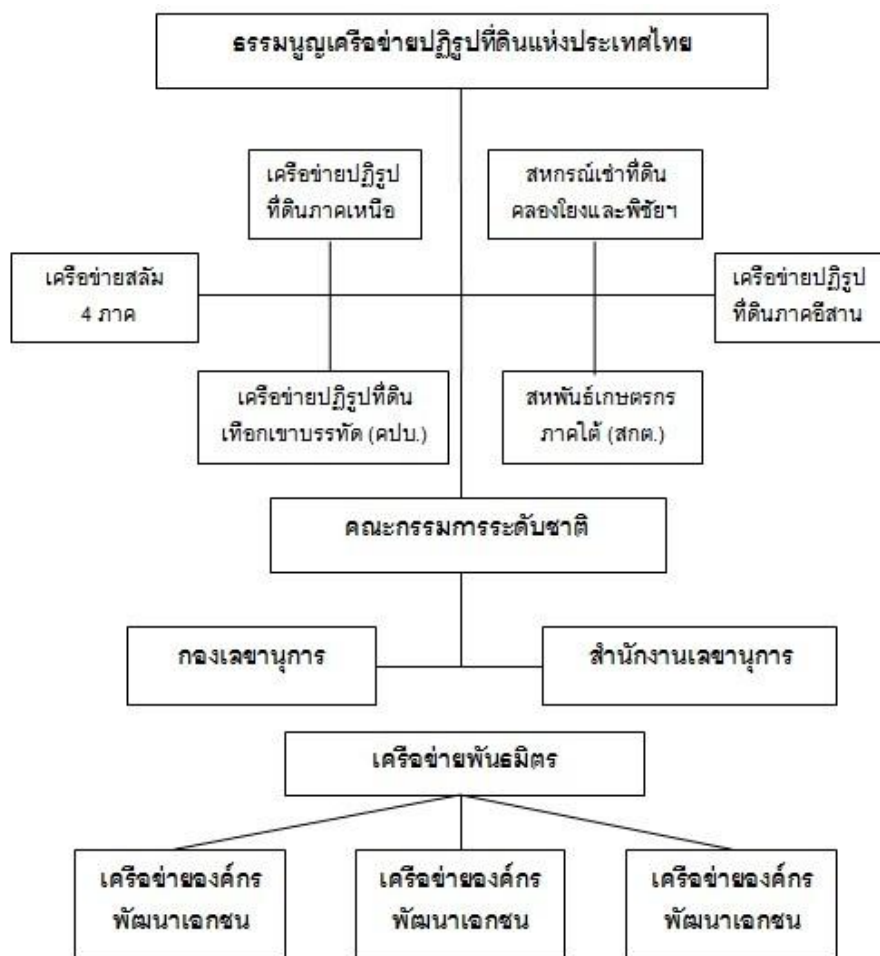 ธรรมนูญเครือข่ายปฏิรูปที่ดินแห่งประเทศไทย
เครือข่ายปฏิรูป
ที่ดินภาคเหนือ
สหกรณ์เช่าที่ดิน
คลองโยงและพิชัยฯ
เครือข่ายสลัม
4 ภาค
เครือข่ายปฏิรูป
ที่ดินภาคอีสาน
เครือข่ายปฏิรูปที่ดิน
เทือกเขาบรรทัด (คปบ.)
สหพันธ์เกษตรกร
ภาคใต้ (สกต.)
คณะกรรมการระดับชาติ
กองเลขานุการ
สำนักงานเลขานุการ
เครือข่ายพันธมิตร
เครือข่ายองค์กร
พัฒนาเอกชน
เครือข่ายองค์กร
พัฒนาเอกชน
เครือข่ายองค์กร
พัฒนาเอกชน